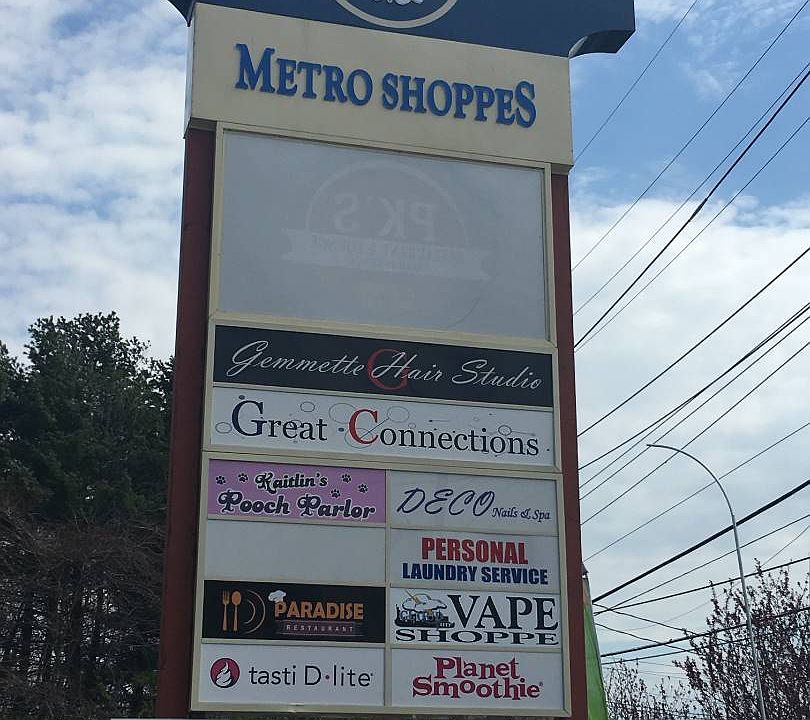 METRO SHOPPES
PK'S
Gemmette Hair Studio
Great Connections
Kaitlin's
Pooch Parlor
DECO Nails & Spa
PERSONAL
LAUNDRY SERVICE
PARADISE
RESTAURANT
VAPE
SHOPPE
tasti D·lite
Planet
Smoothie